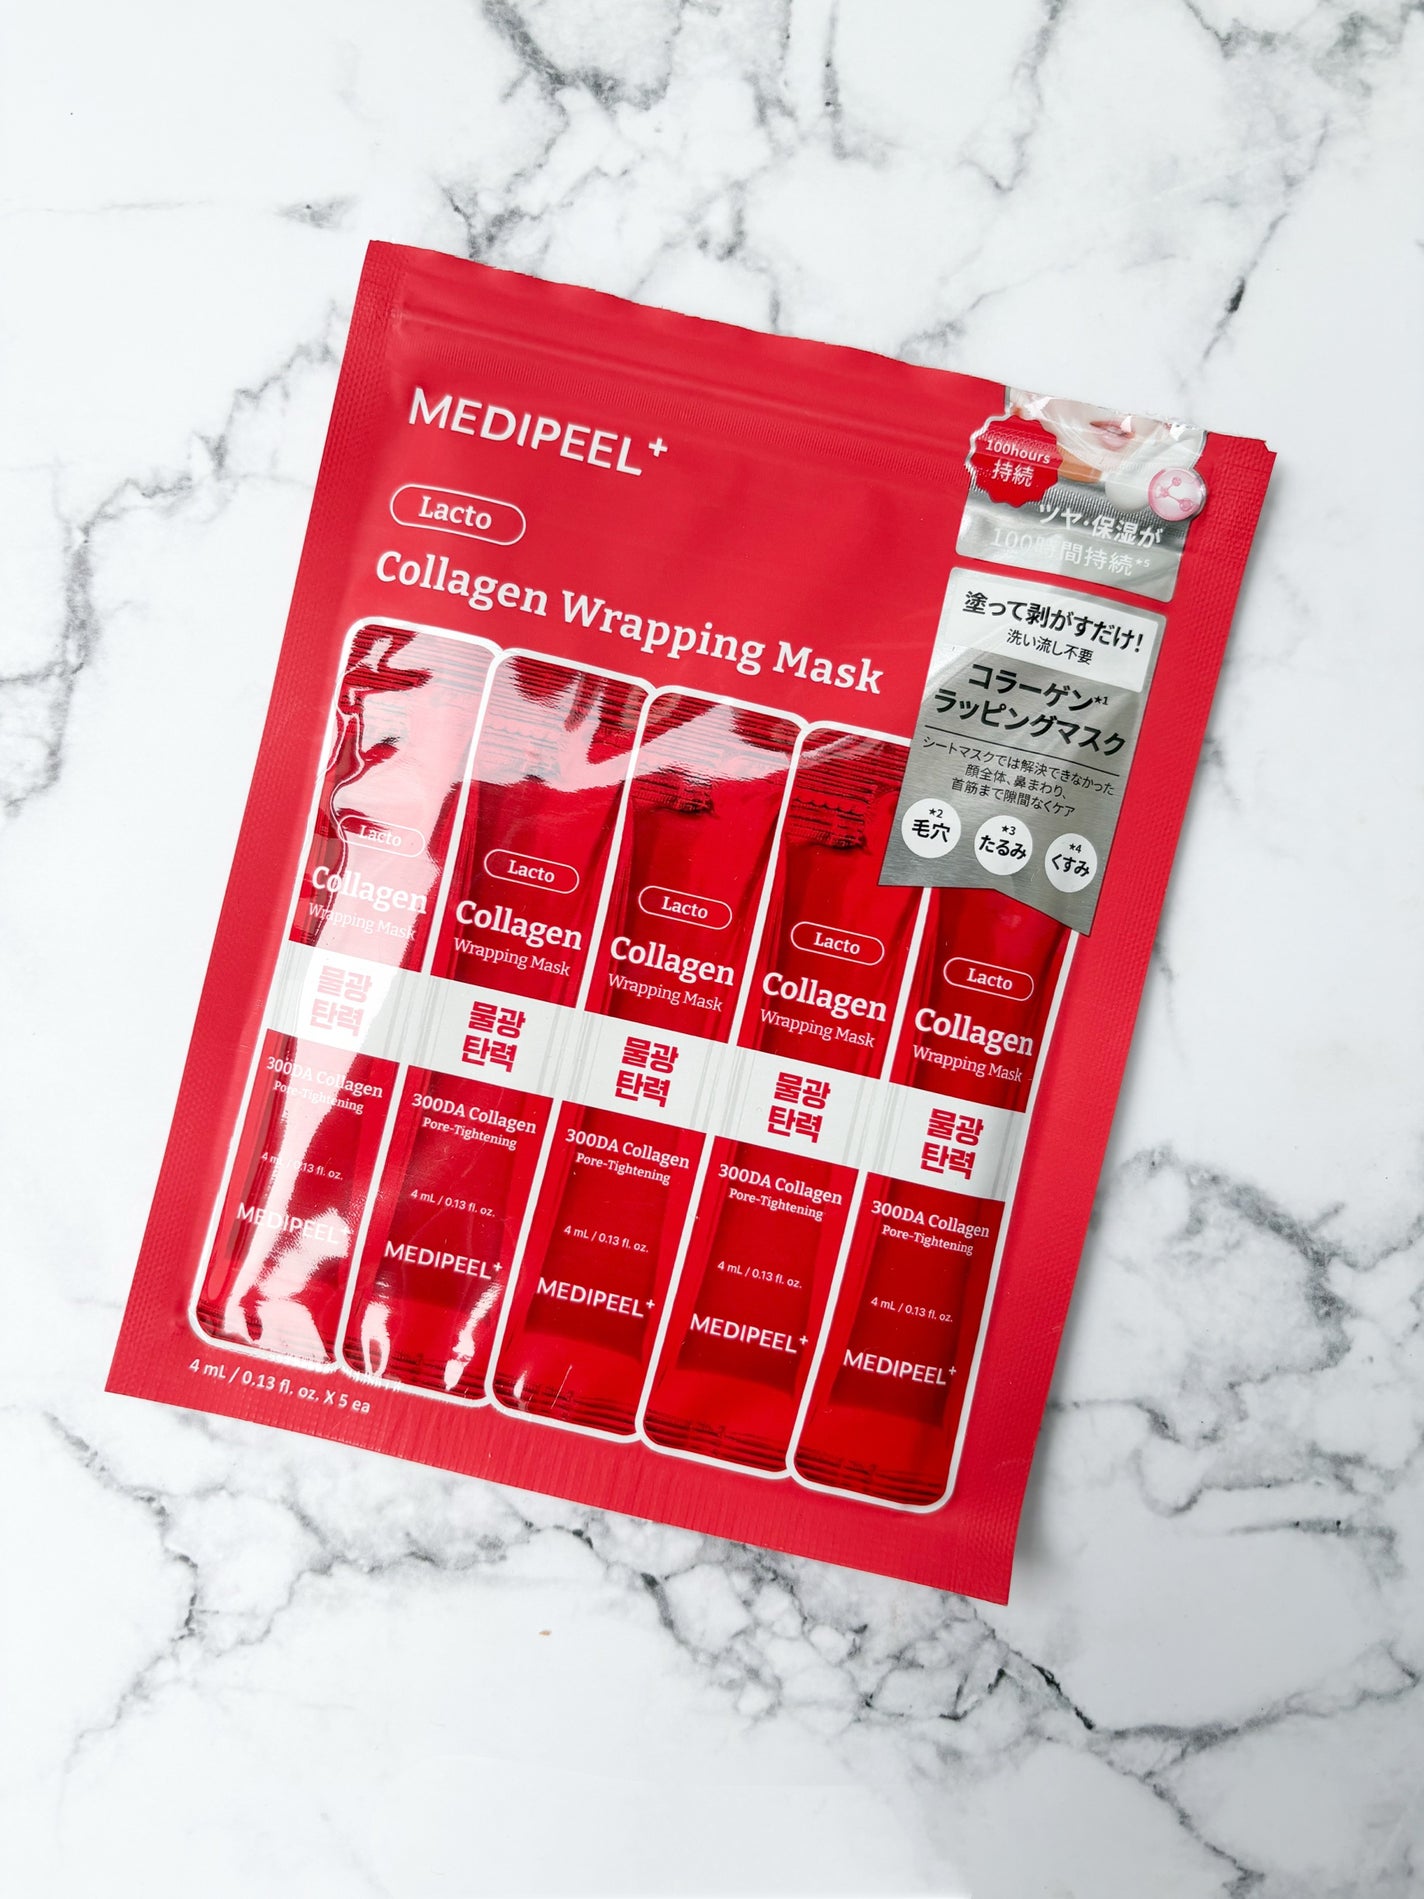 MEDIPEEL+
Lacto
Collagen Wrapping Mask
100hours
持続
ツヤ・保湿が
100時間持続*5
塗って剥がすだけ!
洗い流し不要
コラーゲン*1
ラッピングマスク
シートマスクでは解決できなかった
顔全体、鼻まわり、
首筋まで隙間なくケア
*2
毛穴
*3
たるみ
*4
くすみ
Lacto
Collagen
Wrapping Mask
물광
탄력
300DA Collagen
Pore-Tightening
4 mL / 0.13 fl. oz.
MEDIPEEL+
Lacto
Collagen
Wrapping Mask
물광
탄력
300DA Collagen
Pore-Tightening
4 mL / 0.13 fl. oz.
MEDIPEEL+
Lacto
Collagen
Wrapping Mask
물광
탄력
300DA Collagen
Pore-Tightening
4 mL / 0.13 fl. oz.
MEDIPEEL+
Lacto
Collagen
Wrapping Mask
물광
탄력
300DA Collagen
Pore-Tightening
4 mL / 0.13 fl. oz.
MEDIPEEL+
Lacto
Collagen
Wrapping Mask
물광
탄력
300DA Collagen
Pore-Tightening
4 mL / 0.13 fl. oz.
MEDIPEEL+
4 mL / 0.13 fl. oz. X 5 ea